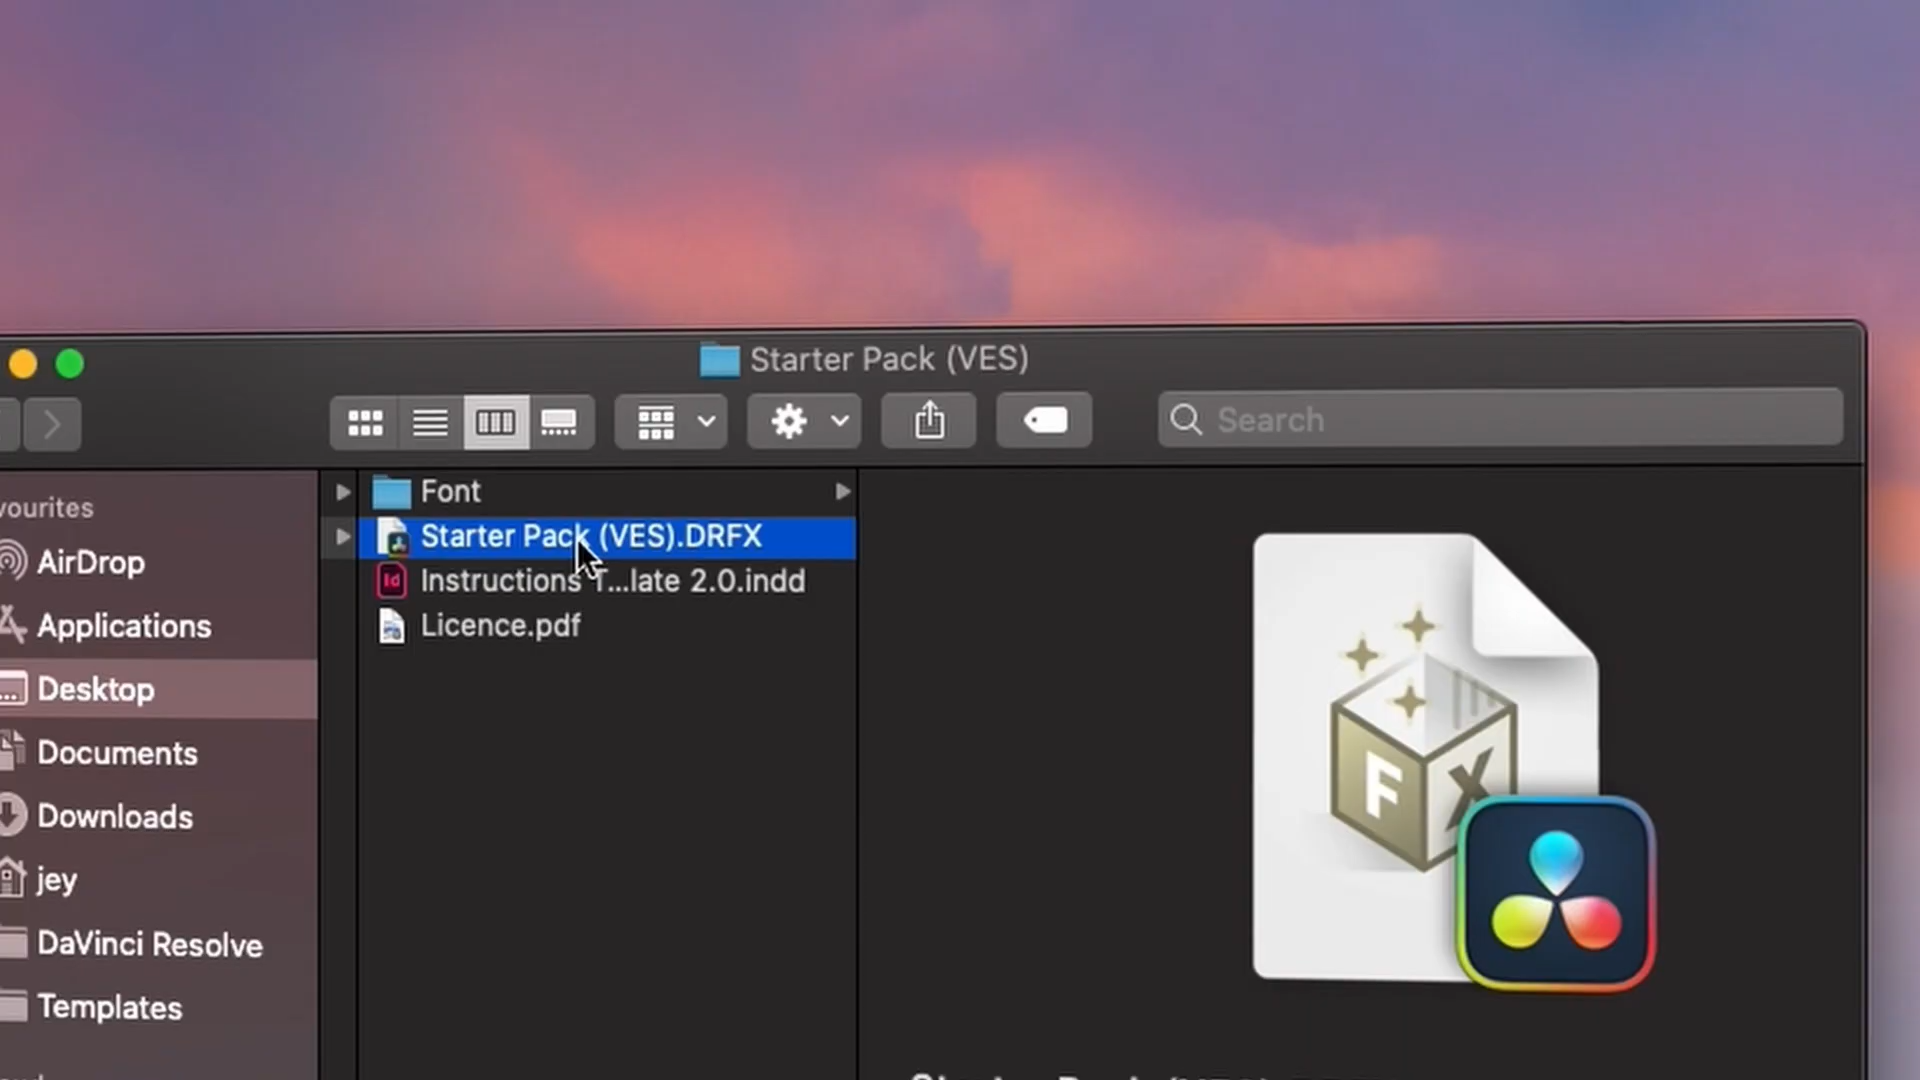 Starter Pack (VES)
Search
vourites
AirDrop
Applications
Desktop
Documents
Downloads
jey
DaVinci Resolve
Templates
Font
Starter Pack (VES).DRFX
Id
Instructions T...late 2.0.indd
Licence.pdf
F X